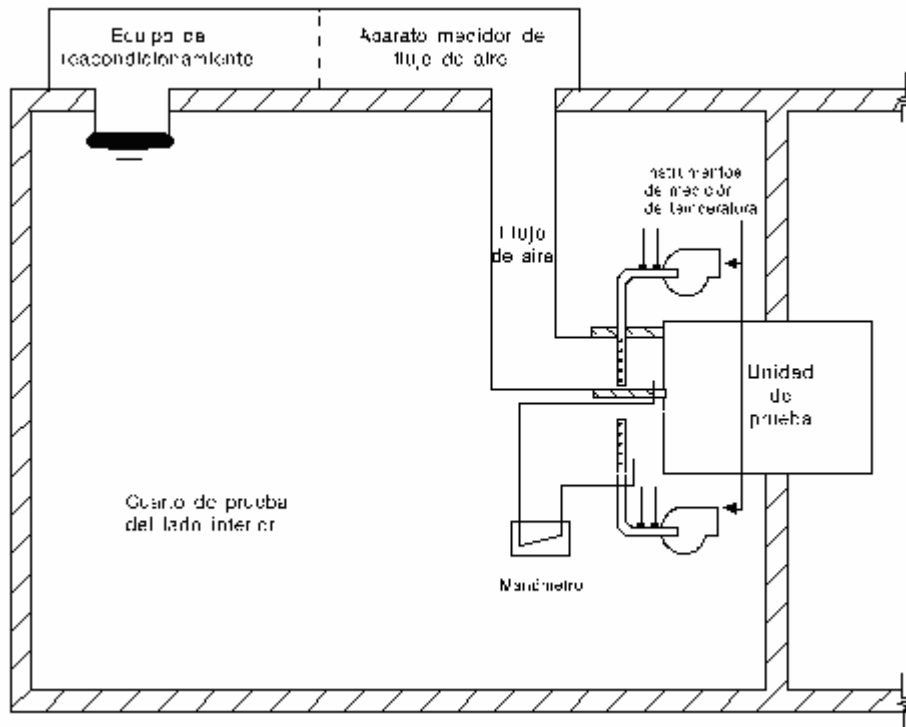 Equipo de
reacondicionamiento
Aparato medidor de
flujo de aire
Instrumentos
de medición
de temperatura
Flujo
de aire
Unidad
de
prueba
Cuarto de prueba
del lado interior
Manómetro